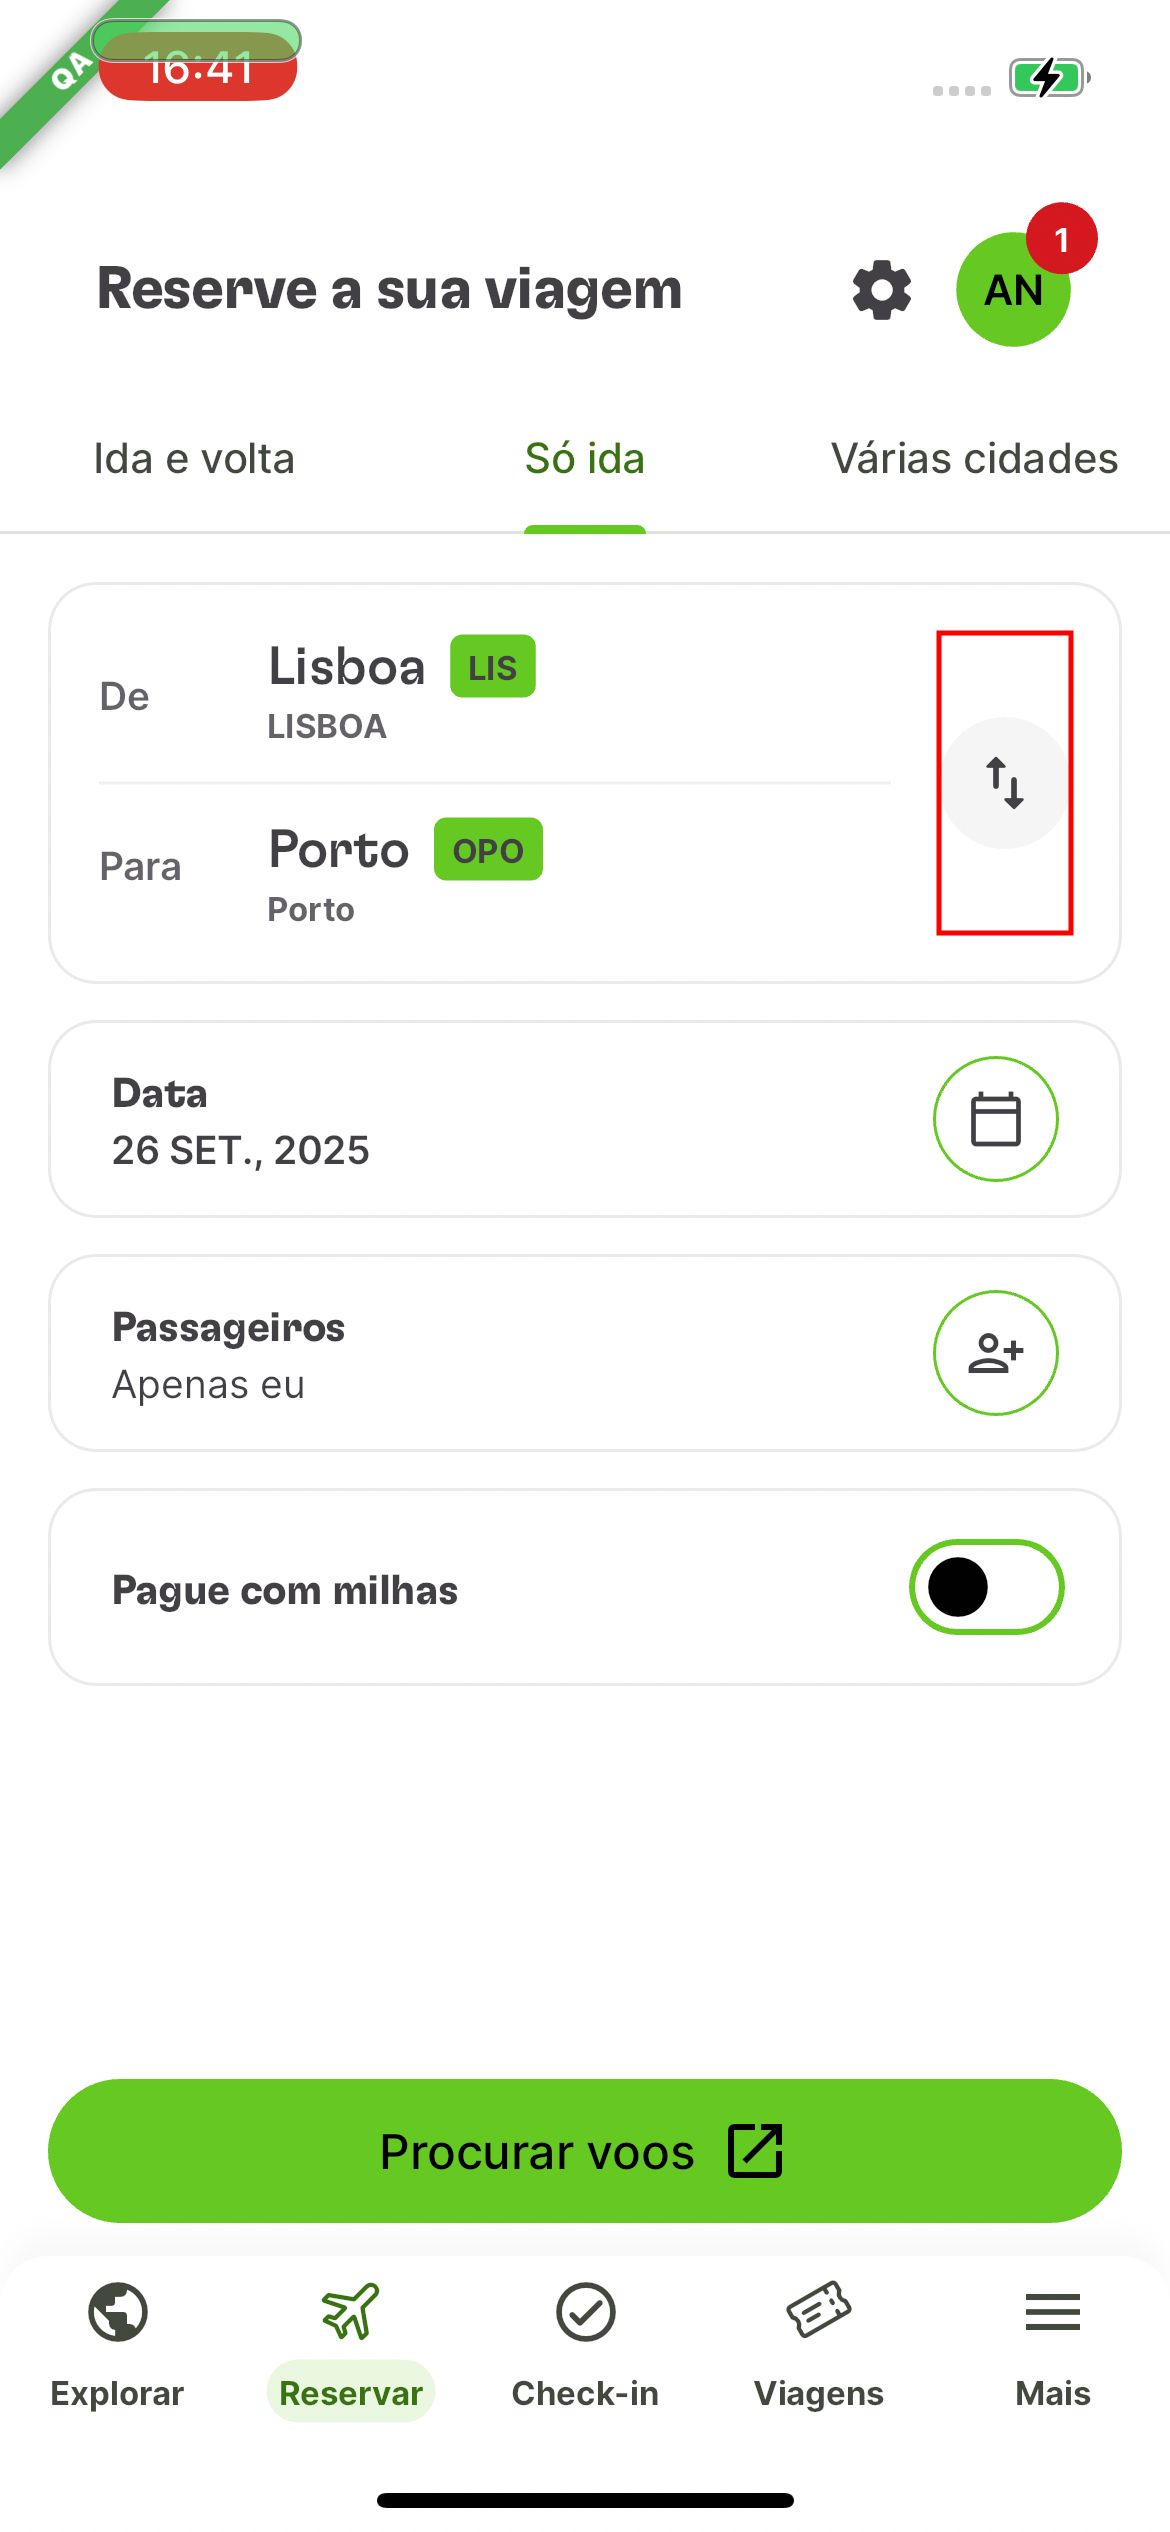 QA
16:41
Reserve a sua viagem
AN
1
Ida e volta
Só ida
Várias cidades
De
Lisboa LIS
LISBOA
Para
Porto OPO
Porto
Data
26 SET., 2025
Passageiros
Apenas eu
Pague com milhas
Procurar voos
Explorar
Reservar
Check-in
Viagens
Mais